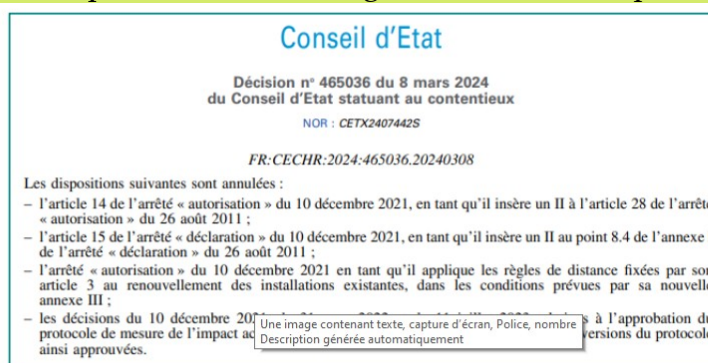 Conseil d'Etat
Décision n° 465036 du 8 mars 2024
du Conseil d'Etat statuant au contentieux
NOR : CETX2407442S
FR:CECHR:2024:465036.20240308
Les dispositions suivantes sont annulées :
– l'article 14 de l'arrêté « autorisation » du 10 décembre 2021, en tant qu'il insère un II à l'article 28 de l'arrêté
« autorisation » du 26 août 2011 ;
– l'article 15 de l'arrêté « déclaration » du 10 décembre 2021, en tant qu'il insère un II au point 8.4 de l'annexe
de l'arrêté « déclaration » du 26 août 2011 ;
– l'arrêté « autorisation » du 10 décembre 2021 en tant qu'il applique les règles de distance fixées par son
article 3 au renouvellement des installations existantes, dans les conditions prévues par sa nouvelle
annexe III ;
– les décisions du 10 décembre à l'approbation du
protocole de mesure de l'impact versions du protocole
ainsi approuvées.
Une image contenant texte, capture d'écran, Police, nombre
Description générée automatiquement